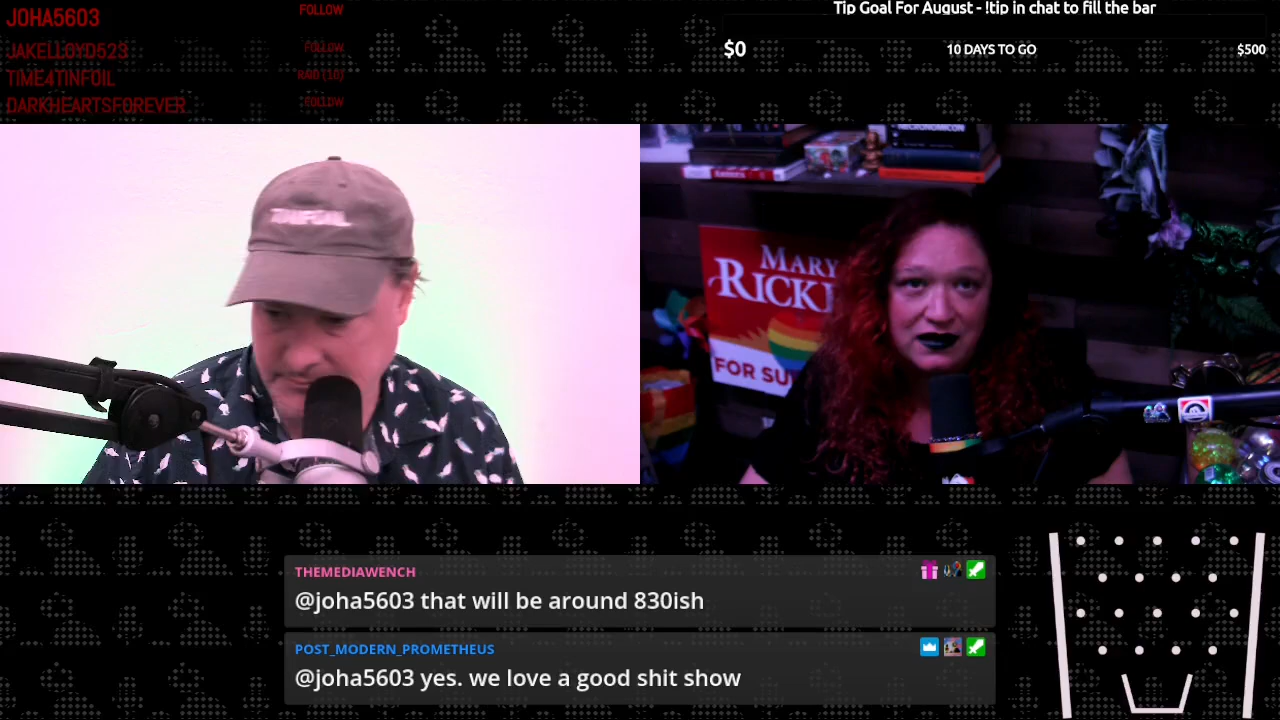 JOHA5603
FOLLOW
JAKELLOYD523
FOLLOW
TIME4TINFOIL
RAID (10)
DARKHEARTSFOREVER
FOLLOW
Tip Goal For August - !tip in chat to fill the bar
$0
10 DAYS TO GO
$500
TINFOIL
NECRONOMICON
MARY
RICKE
FOR SU
THEMEDIAWENCH
@joha5603 that will be around 830ish
POST_MODERN_PROMETHEUS
@joha5603 yes. we love a good shit show